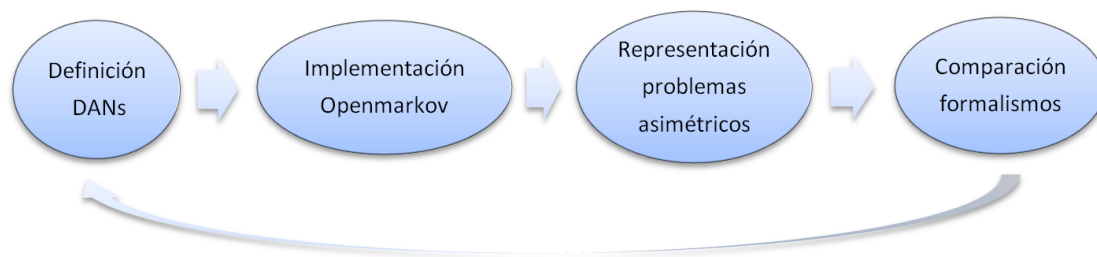 Definición
DANs
Implementación
Openmarkov
Representación
problemas
asimétricos
Comparación
formalismos